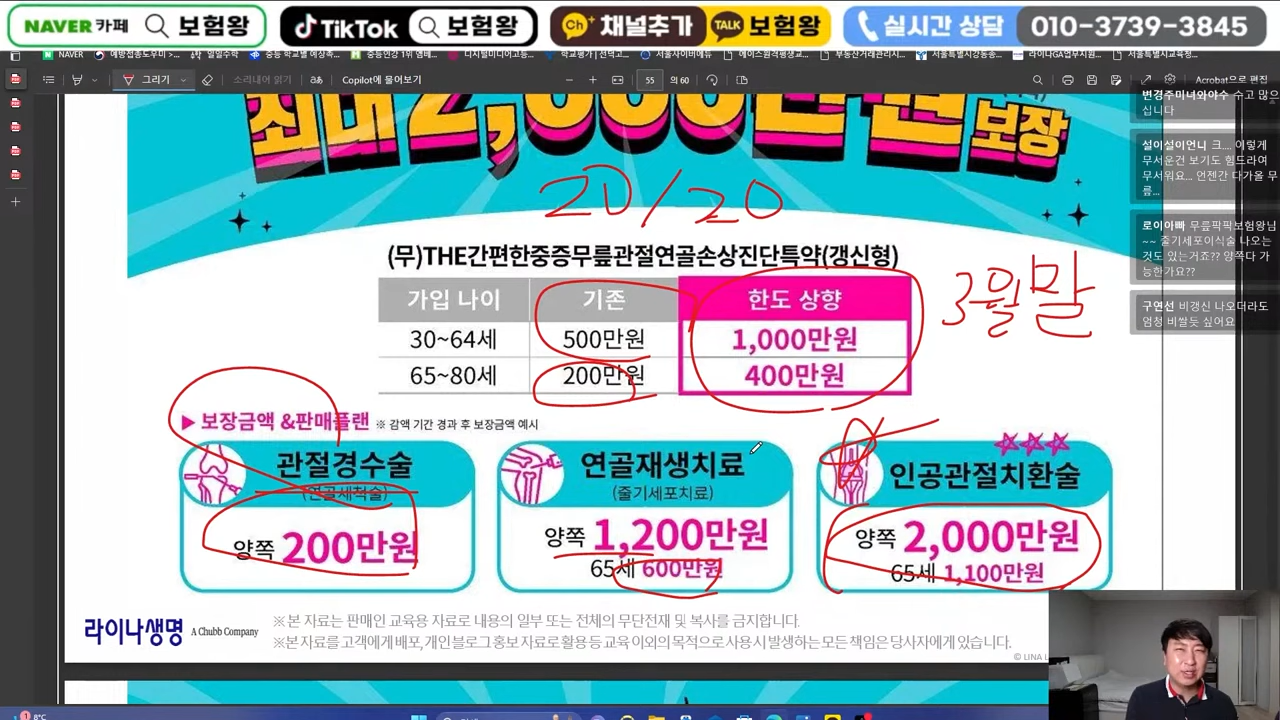 NAVER 카페 보험왕 TikTok 보험왕 Ch+ 채널추가 TALK 보험왕 실시간 상담 010-3739-3845
NAVER
그리기 소리내어 읽기 Copilot에 물어보기 55 의 60 Acrobat으로 편집
최대 2,000만원 보장
20/20
(무)THE간편한중증무릎관절연골손상진단특약(갱신형)
가입 나이 기존 한도 상향
30~64세 500만원 1,000만원
65~80세 200만원 400만원
3월말
▶ 보장금액 &판매플랜 ※ 감액 기간 경과 후 보장금액 예시
관절경수술
(연골세척술)
양쪽 200만원
연골재생치료
(줄기세포치료)
양쪽 1,200만원
65세 600만원
인공관절치환술
양쪽 2,000만원
65세 1,100만원
라이나생명 A Chubb Company
※본 자료는 판매인 교육용 자료로 내용의 일부 또는 전체의 무단전재 및 복사를 금지합니다.
※본 자료를 고객에게 배포, 개인 블로그 홍보 자료로 활용 등 교육 이외의 목적으로 사용시 발생하는 모든 책임은 당사자에게 있습니다.
© LINA L
변경주미녀와야수 수고 많으
십니다
설이설이언니 크.... 이렇게
무서운건 보기도 힘드라여
무서워요... 언젠간 다가올 무
릎...
로이아빠 무릎팍팍보험왕님
~~ 줄기세포이식술 나오는
것도 있는거죠?? 양쪽다 가
능한가요??
구연선 비갱신 나오더라도
엄청 비쌀듯 싶어요
8°C